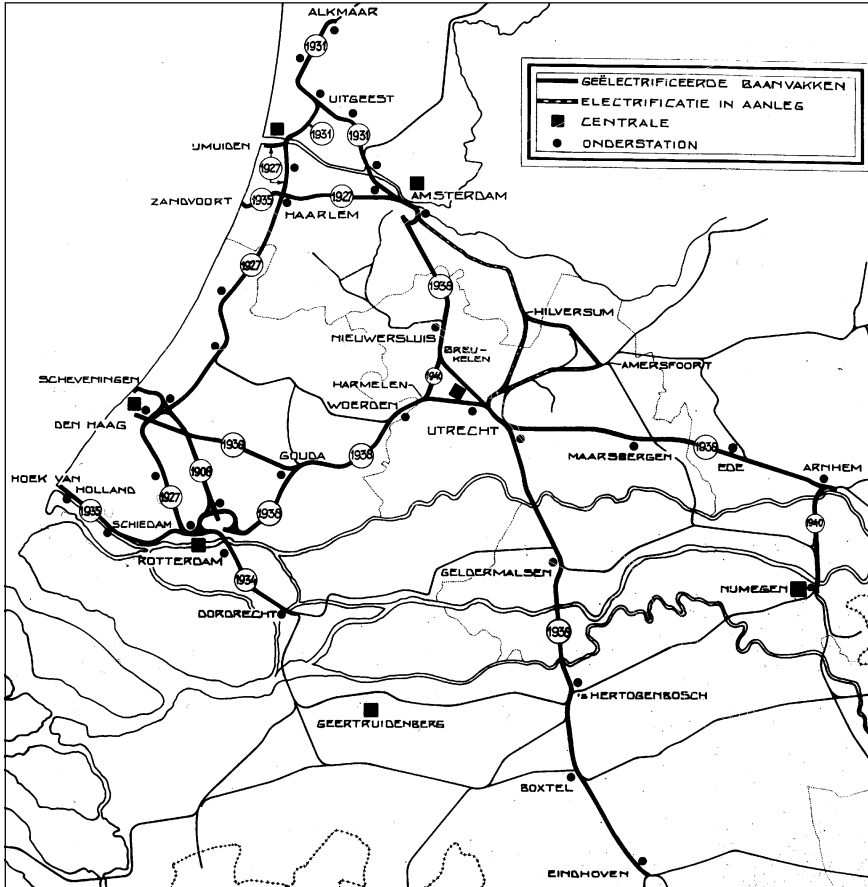 ALKMAAR
1931
UITGEEST
1931
1931
GEËLECTRIFICEERDE BAANVAKKEN
ELECTRIFICATIE IN AANLEG
CENTRALE
ONDERSTATION
IJMUIDEN
1927
ZANDVOORT
1935
HAARLEM
1927
AMSTERDAM
1927
1938
HILVERSUM
NIEUWERSLUIS
BREU-
KELEN
AMERSFOORT
SCHEVENINGEN
HARMELEN-
WOERDEN
1940
DEN HAAG
UTRECHT
1938
GOUDA
1938
MAARSBERGEN
1938
EDE
ARNHEM
1908
HOEK VAN
HOLLAND
1927
1935
SCHIEDAM
1938
1940
ROTTERDAM
1934
GELDERMALSEN
NIJMEGEN
DORDRECHT
1938
'S HERTOGENBOSCH
GEERTRUIDENBERG
BOXTEL
EINDHOVEN